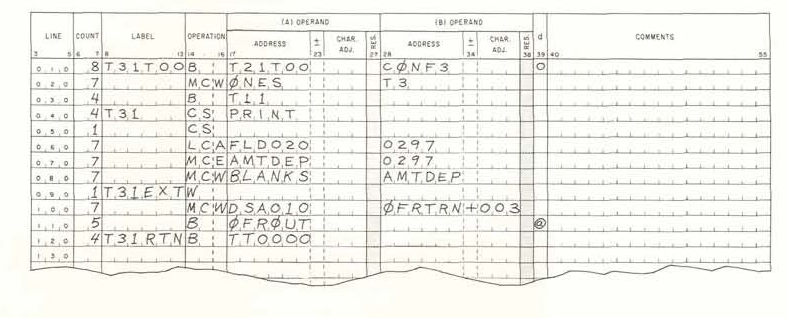 (A) OPERAND (B) OPERAND
LINE COUNT LABEL OPERATION ADDRESS ± CHAR. ADJ. RES. ADDRESS ± CHAR. ADJ. RES. d COMMENTS
3 5 6 7 8 13 14 16 17 23 27 28 34 38 39 40 55
0 1 0 8 T31T00 B T21T00 CØNF3 0
0 2 0 7 MCW ØNES T3
0 3 0 4 B T11
0 4 0 4 T31 CS PRINT
0 5 0 1 CS
0 6 0 7 LCA FLD020 0297
0 7 0 7 MCE AMTDEP 0297
0 8 0 7 MCW BLANKS AMTDEP
0 9 0 1 T31EXT W
1 0 0 7 MCW DSA010 ØFRTRN +003
1 1 0 5 B ØFRØUT @
1 2 0 4 T31RTN B TT0000
1 3 0